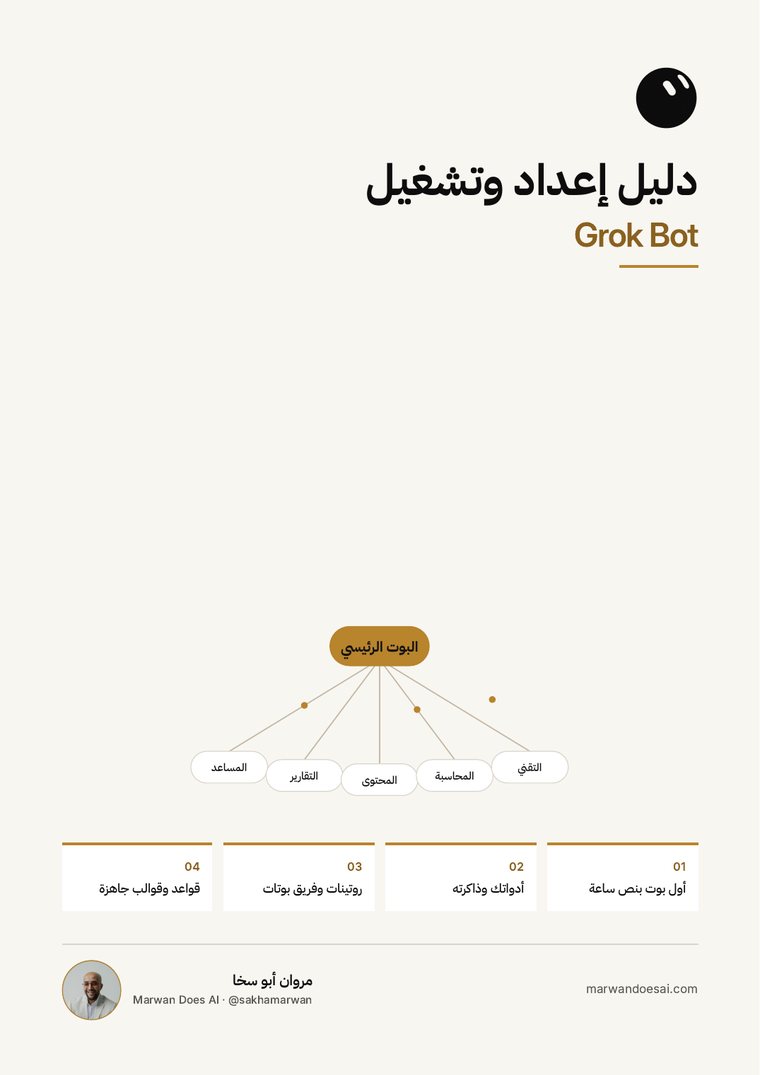 دليل إعداد وتشغيل
Grok Bot
البوت الرئيسي
التقني
المحاسبة
المحتوى
التقارير
المساعد
01
أول بوت بنص ساعة
02
أدواتك وذاكرته
03
روتينات وفريق بوتات
04
قواعد وقوالب جاهزة
marwandoesai.com
مروان أبو سخا
Marwan Does AI · @sakhamarwan